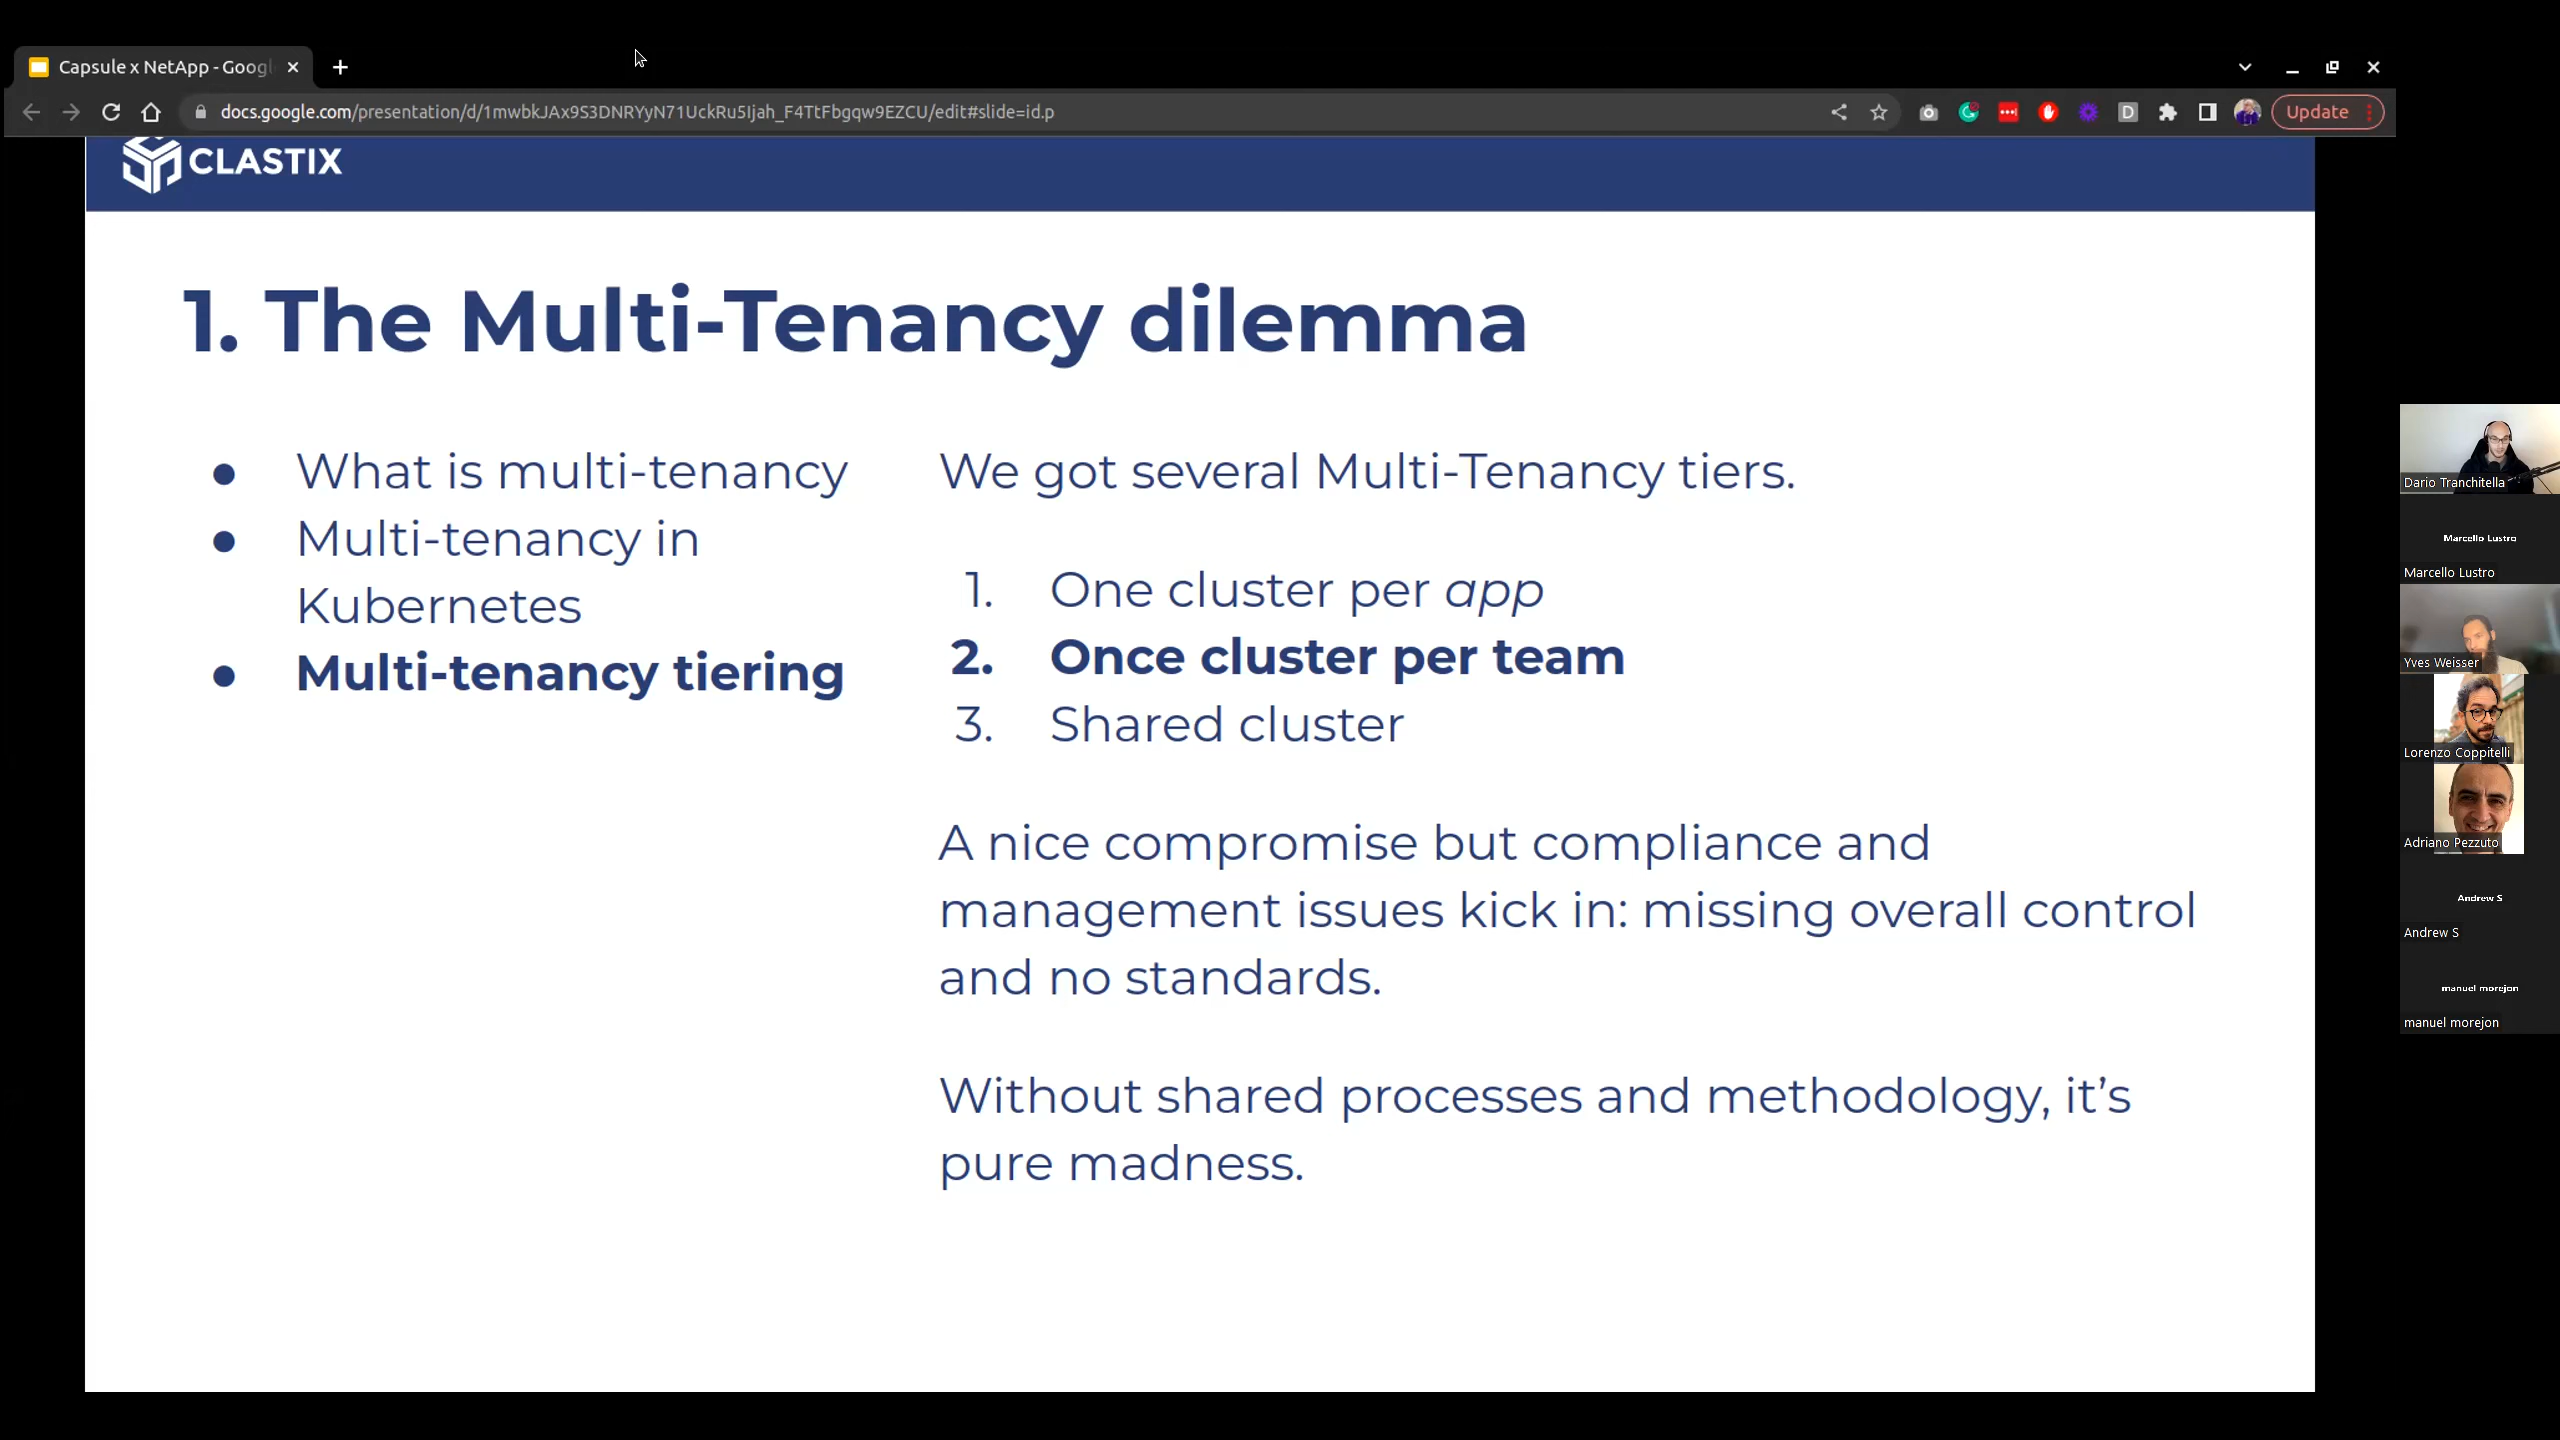 Capsule x NetApp - Googl
docs.google.com/presentation/d/1mwbkJAx9S3DNRYyN71UckRu5Ijah_F4TtFbgqw9EZCU/edit#slide=id.p
D
Update
CLASTIX
1. The Multi-Tenancy dilemma
● What is multi-tenancy
● Multi-tenancy in
Kubernetes
● Multi-tenancy tiering
We got several Multi-Tenancy tiers.
1. One cluster per app
2. Once cluster per team
3. Shared cluster
A nice compromise but compliance and
management issues kick in: missing overall control
and no standards.
Without shared processes and methodology, it’s
pure madness.
Dario Tranchitella
Marcello Lustro
Marcello Lustro
Yves Weisser
Lorenzo Coppitelli
Adriano Pezzuto
Andrew S
Andrew S
manuel morejon
manuel morejon